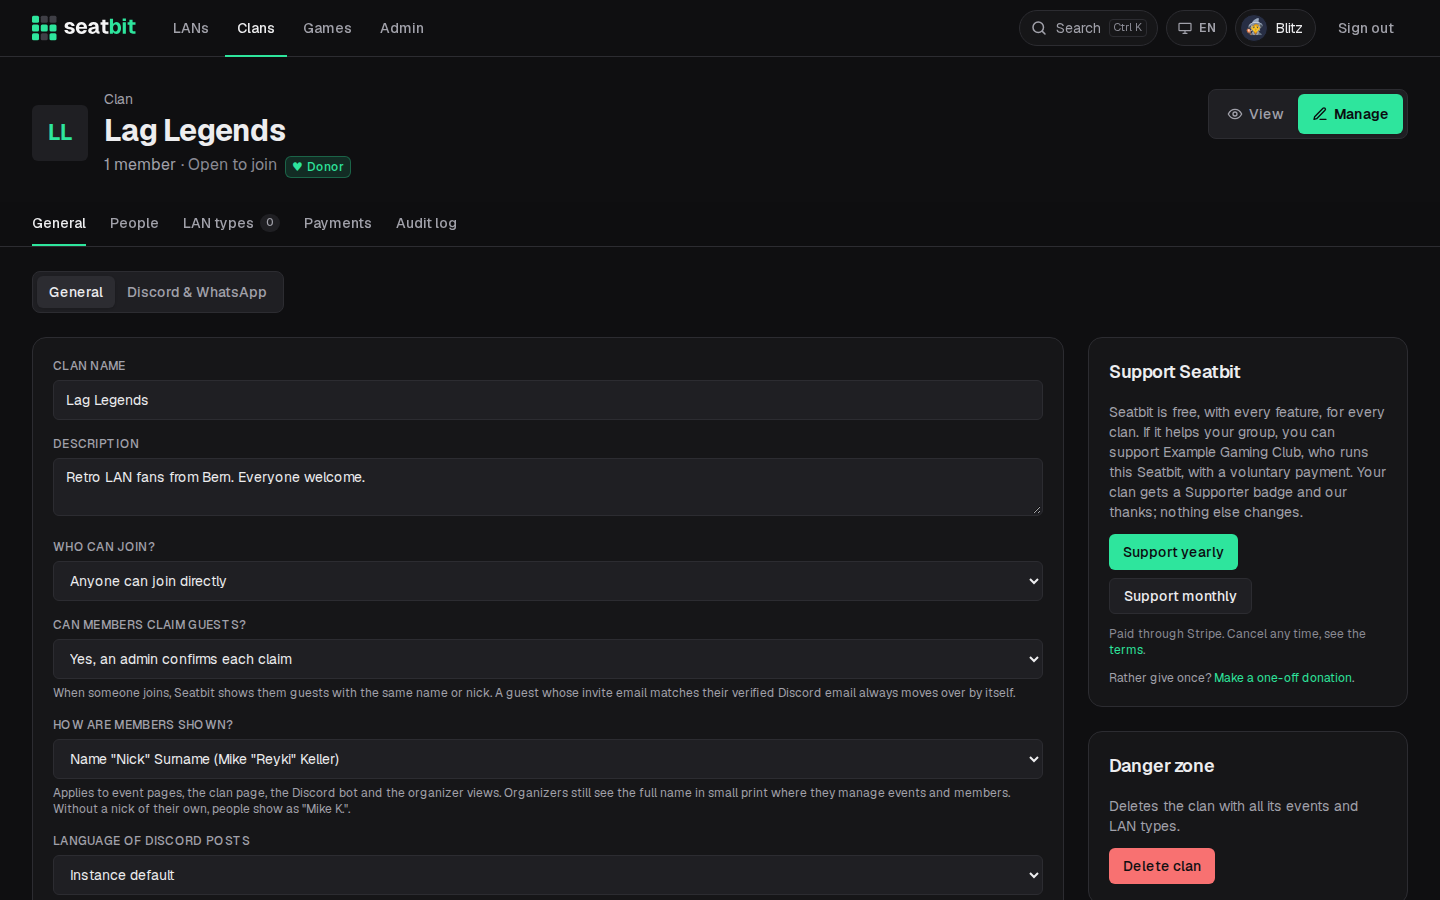 seatbit
LANs
Clans
Games
Admin
Search Ctrl K
EN
Blitz
Sign out
LL
Clan
Lag Legends
1 member · Open to join
♥ Donor
View
Manage
General
People
LAN types 0
Payments
Audit log
General
Discord & WhatsApp
CLAN NAME
Lag Legends
DESCRIPTION
Retro LAN fans from Bern. Everyone welcome.
WHO CAN JOIN?
Anyone can join directly
CAN MEMBERS CLAIM GUESTS?
Yes, an admin confirms each claim
When someone joins, Seatbit shows them guests with the same name or nick. A guest whose invite email matches their verified Discord email always moves over by itself.
HOW ARE MEMBERS SHOWN?
Name "Nick" Surname (Mike "Reyki" Keller)
Applies to event pages, the clan page, the Discord bot and the organizer views. Organizers still see the full name in small print where they manage events and members.
Without a nick of their own, people show as "Mike K.".
LANGUAGE OF DISCORD POSTS
Instance default
Support Seatbit
Seatbit is free, with every feature, for every
clan. If it helps your group, you can
support Example Gaming Club, who runs
this Seatbit, with a voluntary payment. Your
clan gets a Supporter badge and our
thanks; nothing else changes.
Support yearly
Support monthly
Paid through Stripe. Cancel any time, see the
terms.
Rather give once? Make a one-off donation.
Danger zone
Deletes the clan with all its events and
LAN types.
Delete clan